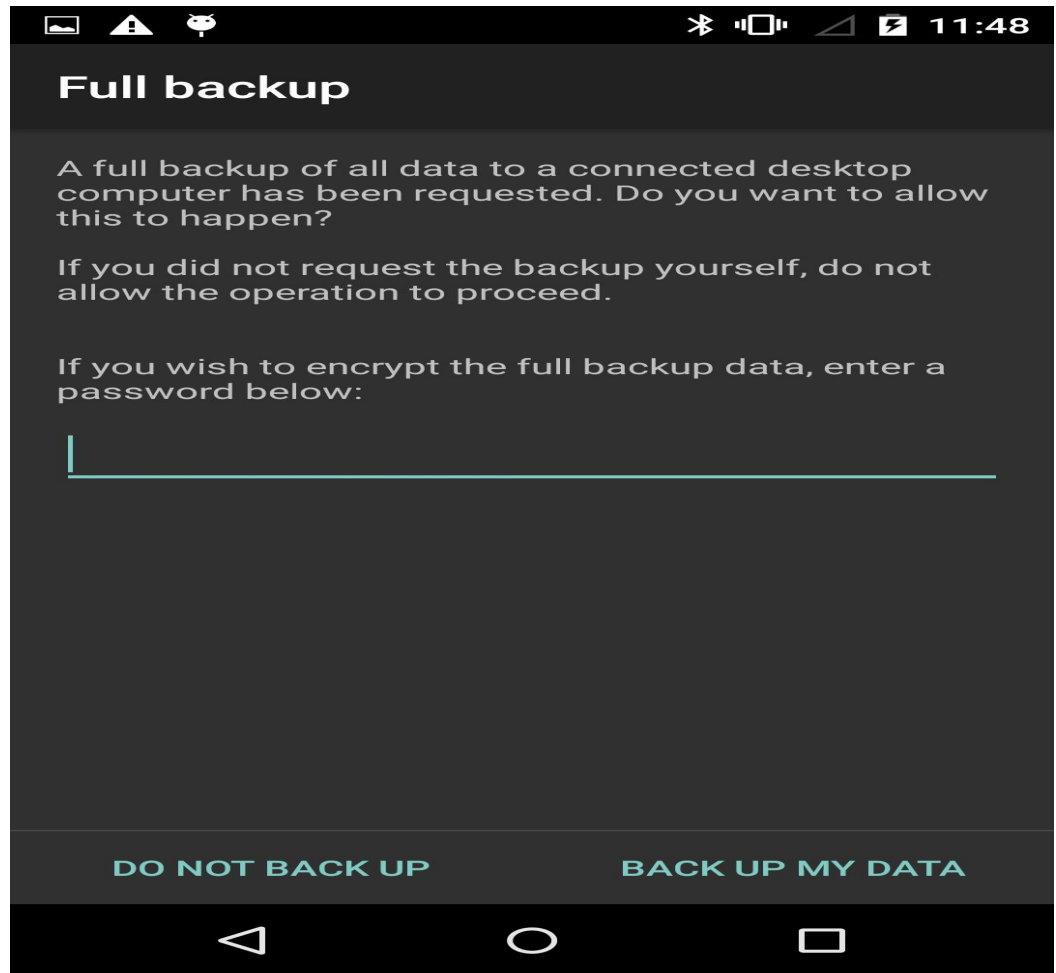 11:48
Full backup
A full backup of all data to a connected desktop
computer has been requested. Do you want to allow
this to happen?
If you did not request the backup yourself, do not
allow the operation to proceed.
If you wish to encrypt the full backup data, enter a
password below:
DO NOT BACK UP
BACK UP MY DATA